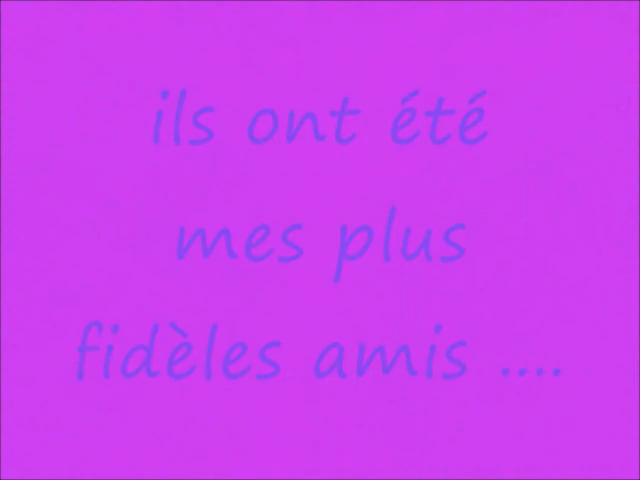 ils ont été
mes plus
fidèles amis ....